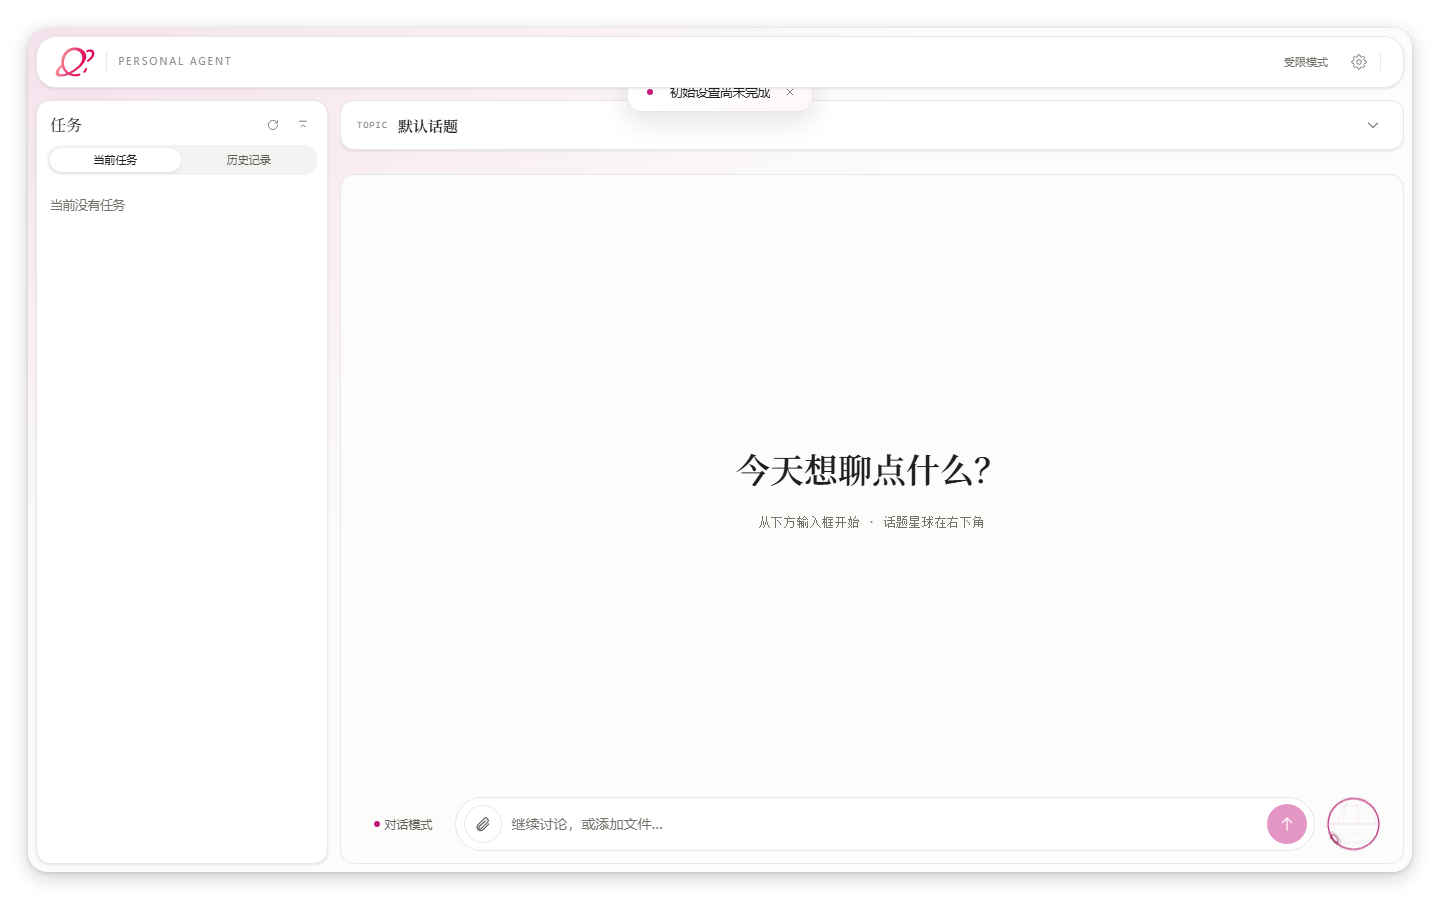 PERSONAL AGENT
受限模式
初始设置尚未完成
任务
当前任务
历史记录
当前没有任务
TOPIC 默认话题
今天想聊点什么？
从下方输入框开始 · 话题星球在右下角
对话模式
继续讨论，或添加文件...